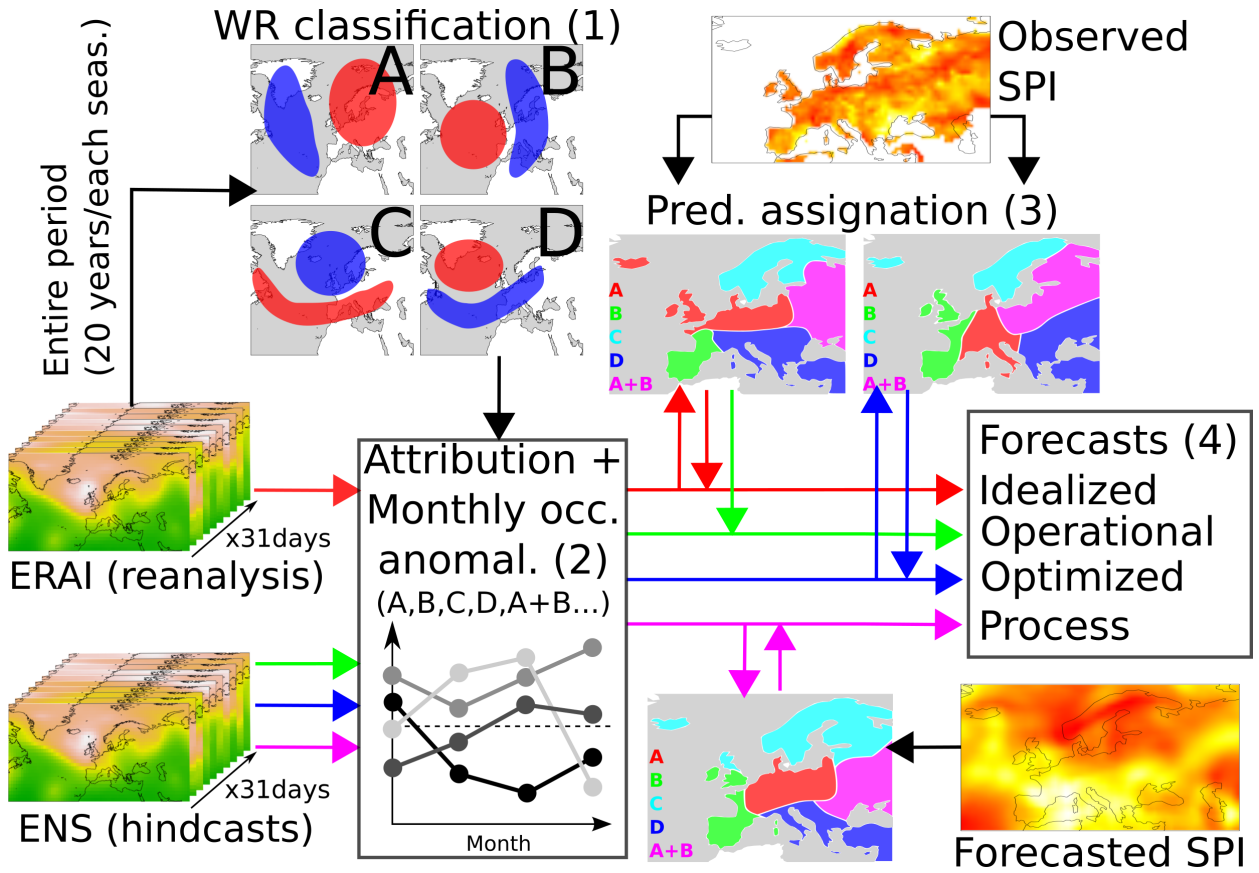 WR classification (1)
A
B
C
D
Entire period
(20 years/each seas.)
Observed
SPI
Pred. assignation (3)
A
B
C
D
A+B
A
B
C
D
A+B
x31days
ERAI (reanalysis)
x31days
ENS (hindcasts)
Attribution +
Monthly occ.
anomal. (2)
(A,B,C,D,A+B...)
Month
Forecasts (4)
Idealized
Operational
Optimized
Process
A
B
C
D
A+B
Forecasted SPI